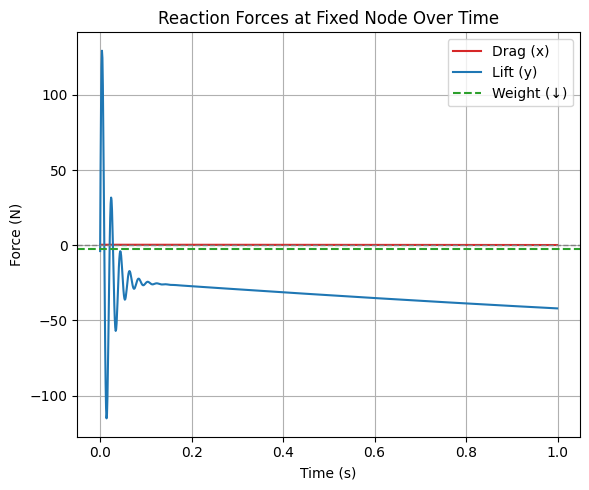 Reaction Forces at Fixed Node Over Time
Drag (x)
Lift (y)
Weight (↓)
Force (N)
100
50
0
−50
−100
0.0 0.2 0.4 0.6 0.8 1.0
Time (s)